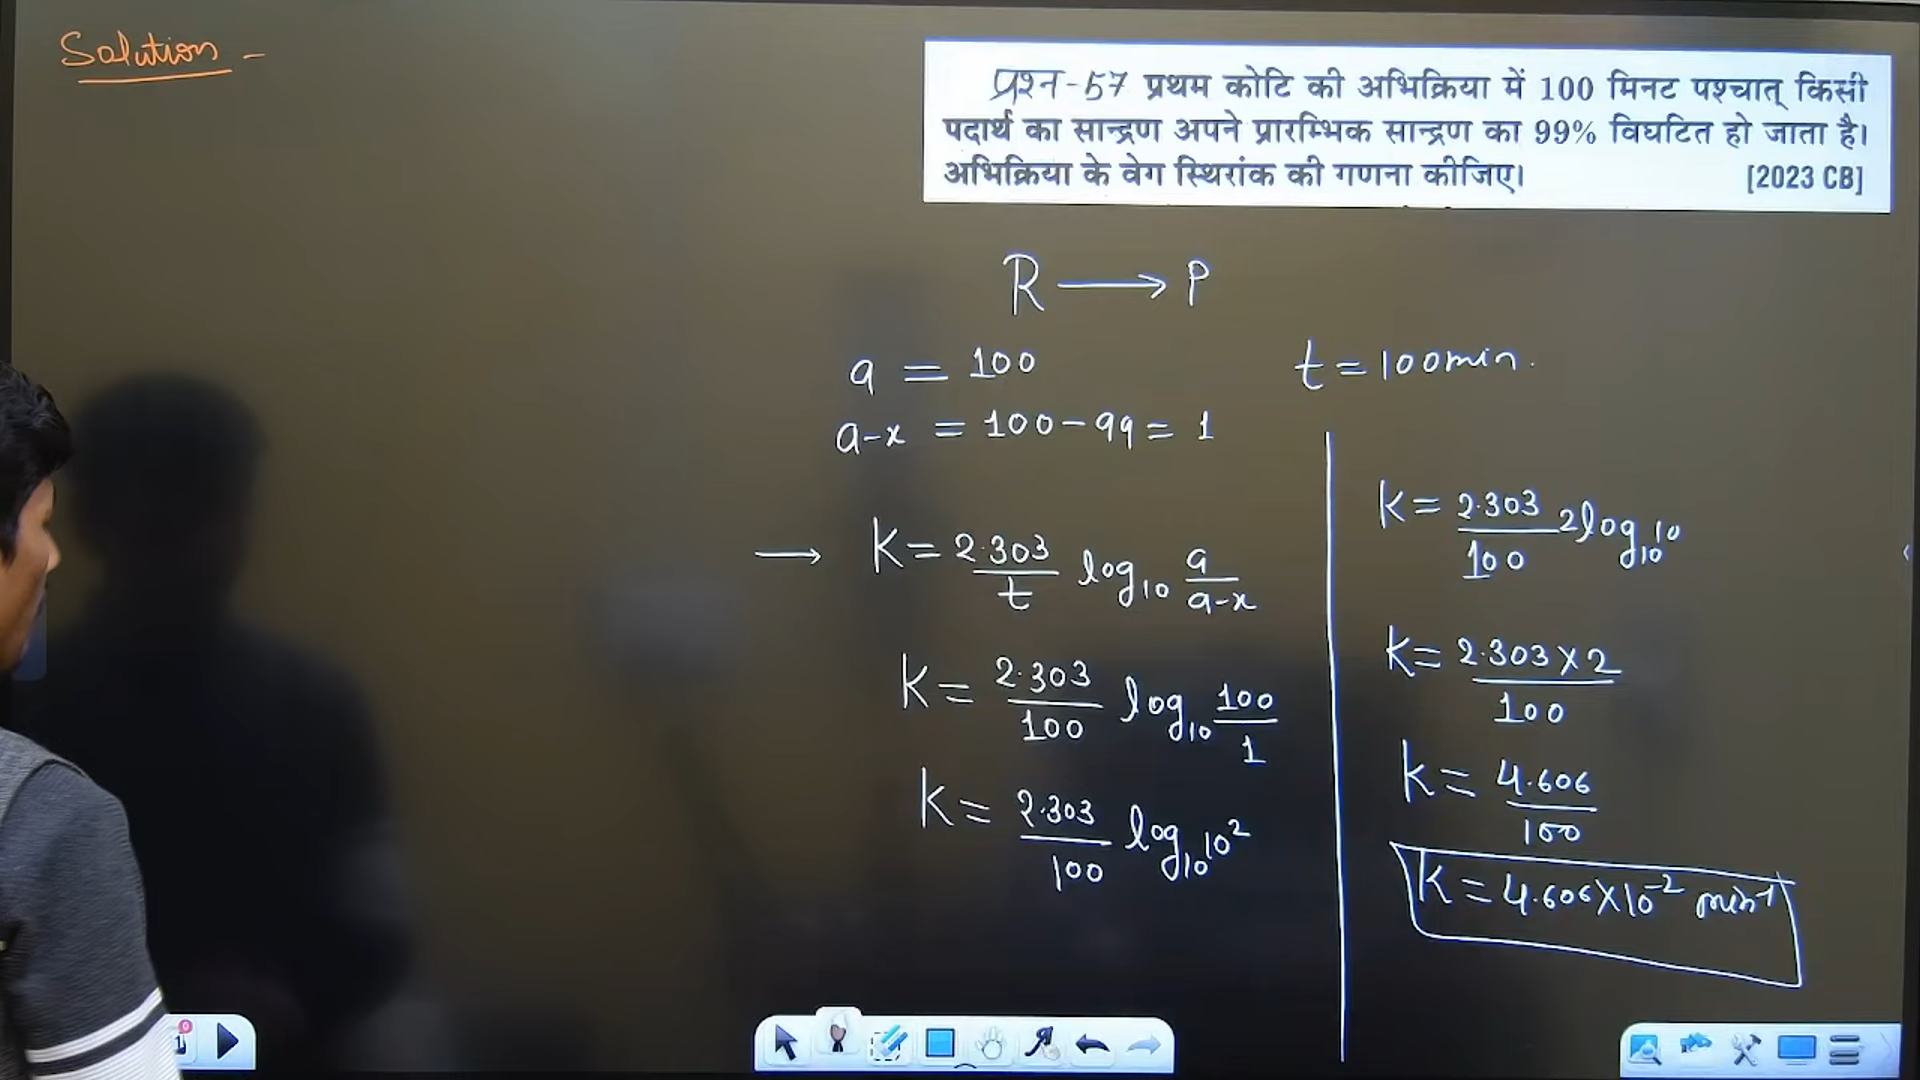 Solution -
प्रश्न-57 प्रथम कोटि की अभिक्रिया में 100 मिनट पश्चात् किसी
पदार्थ का सान्द्रण अपने प्रारम्भिक सान्द्रण का 99% विघटित हो जाता है।
अभिक्रिया के वेग स्थिरांक की गणना कीजिए। [2023 CB]
R ⟶ P
a = 100
t = 100 min.
a-x = 100 - 99 = 1
→ K = 2.303/t log₁₀ a/a-x
K = 2.303/100 log₁₀ 100/1
K = 2.303/100 log₁₀ 10²
K = 2.303/100 2log₁₀ 10
K = 2.303 X 2/100
K = 4.606/100
K = 4.606 X 10⁻² min⁻¹